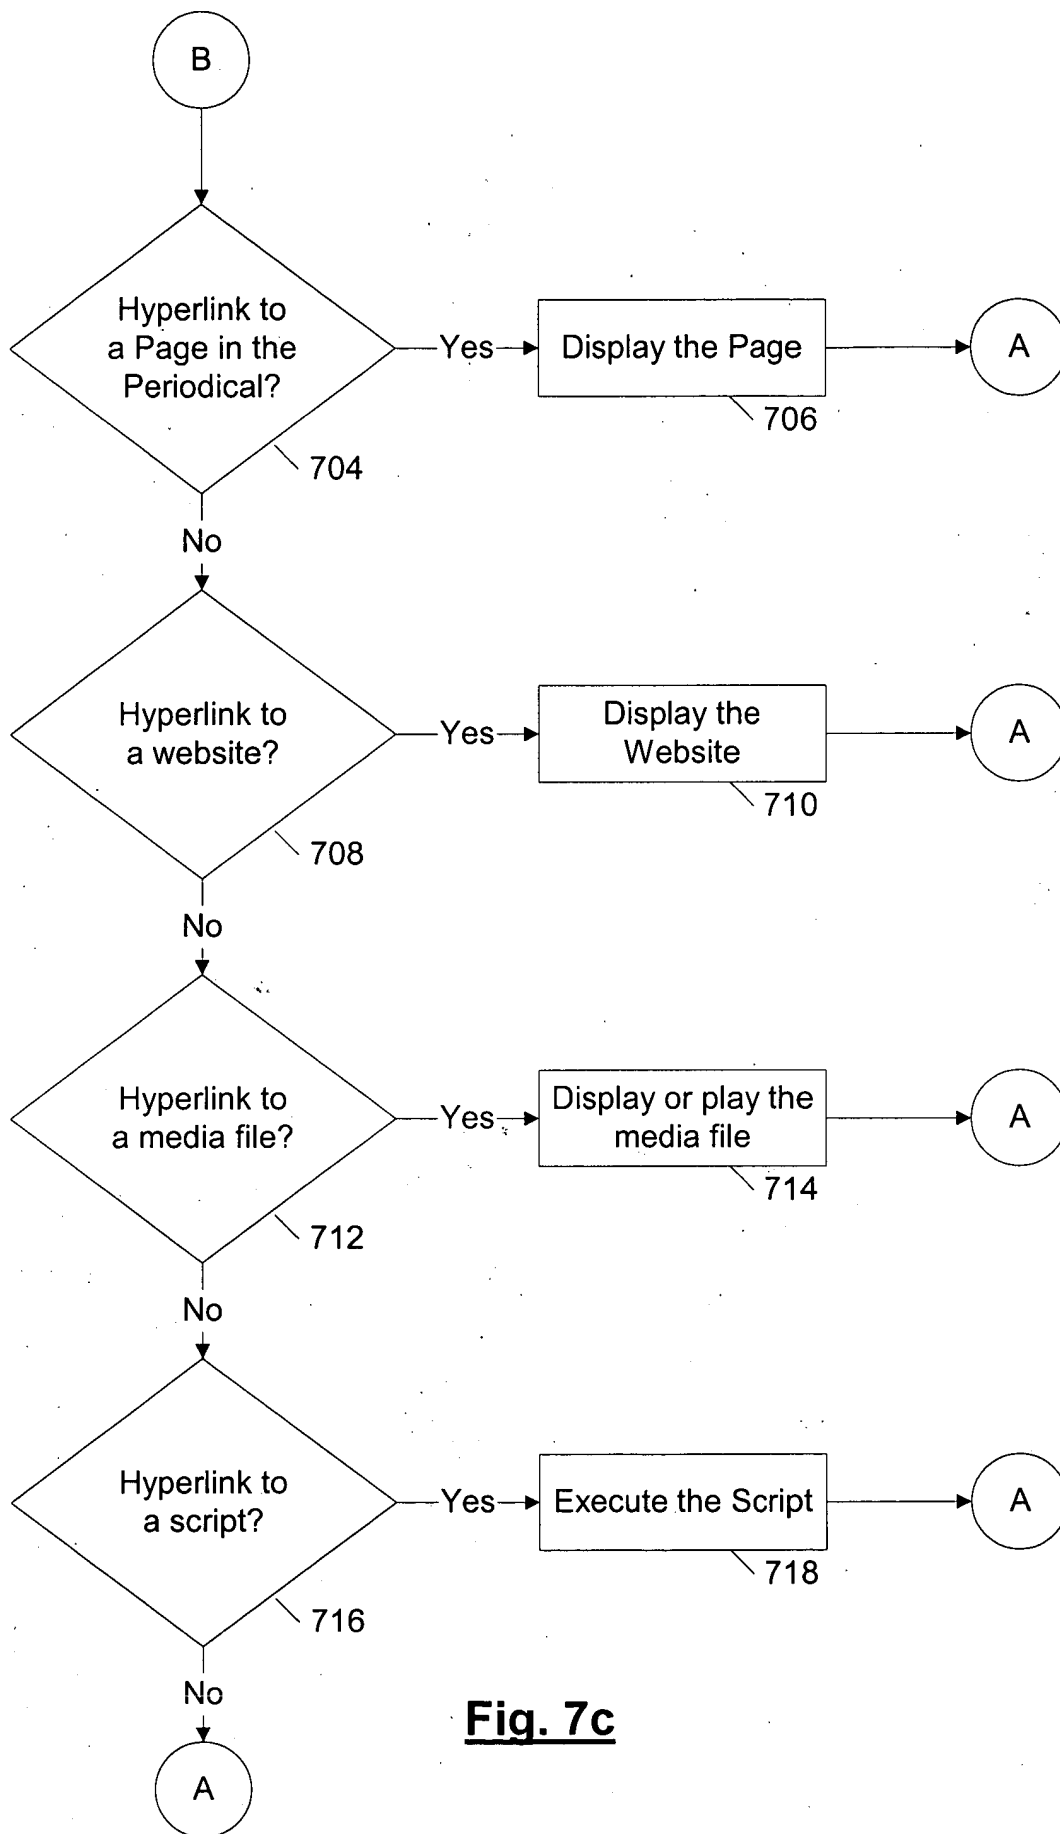 B
Hyperlink to
a Page in the
Periodical?
Yes
Display the Page
A
706
704
No
Hyperlink to
a website?
Yes
Display the
Website
A
710
708
No
Hyperlink to
a media file?
Yes
Display or play the
media file
A
714
712
No
Hyperlink to
a script?
Yes
Execute the Script
A
718
716
No
Fig. 7c
A